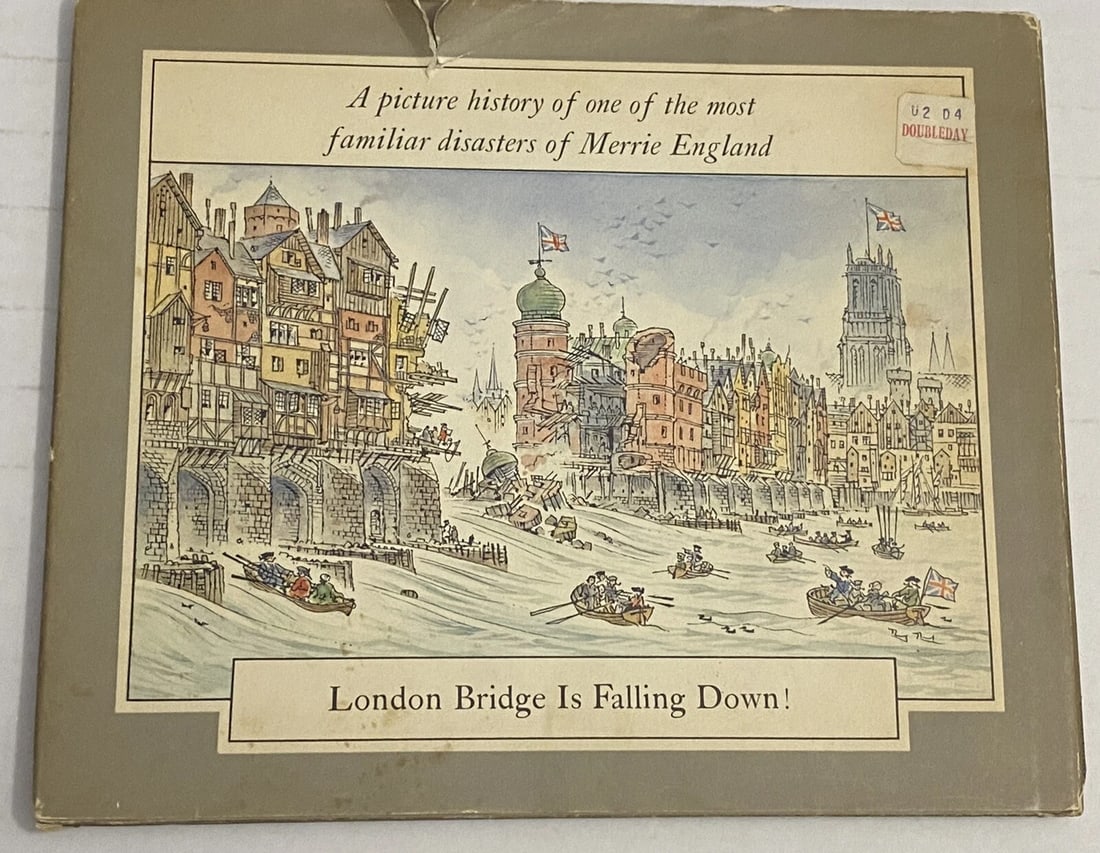 A picture history of one of the most
familiar disasters of Merrie England
02 04
DOUBLEDAY
London Bridge Is Falling Down!